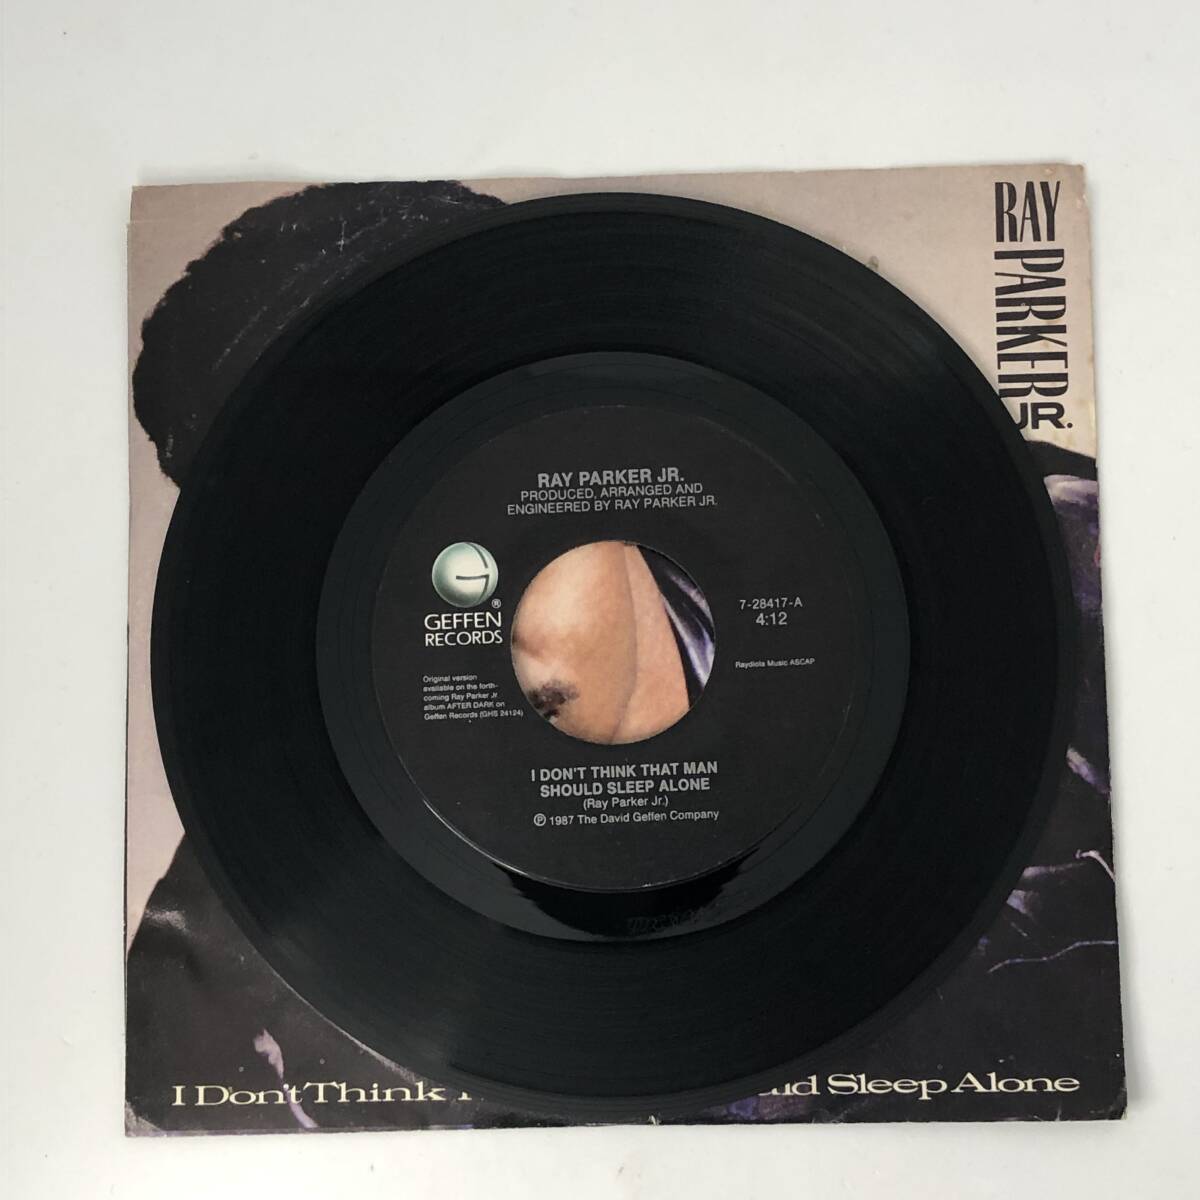 RAY
PARKER
JR.
RAY PARKER JR.
PRODUCED, ARRANGED AND
ENGINEERED BY RAY PARKER JR.
GEFFEN ®
RECORDS
7-28417-A
4:12
Original version
available on the forth-
coming Ray Parker Jr.
album AFTER DARK on
Geffen Records (GHS 24124)
Raydiola Music ASCAP
I DON'T THINK THAT MAN
SHOULD SLEEP ALONE
(Ray Parker Jr.)
℗ 1987 The David Geffen Company
I Don't Think Sleep Alone